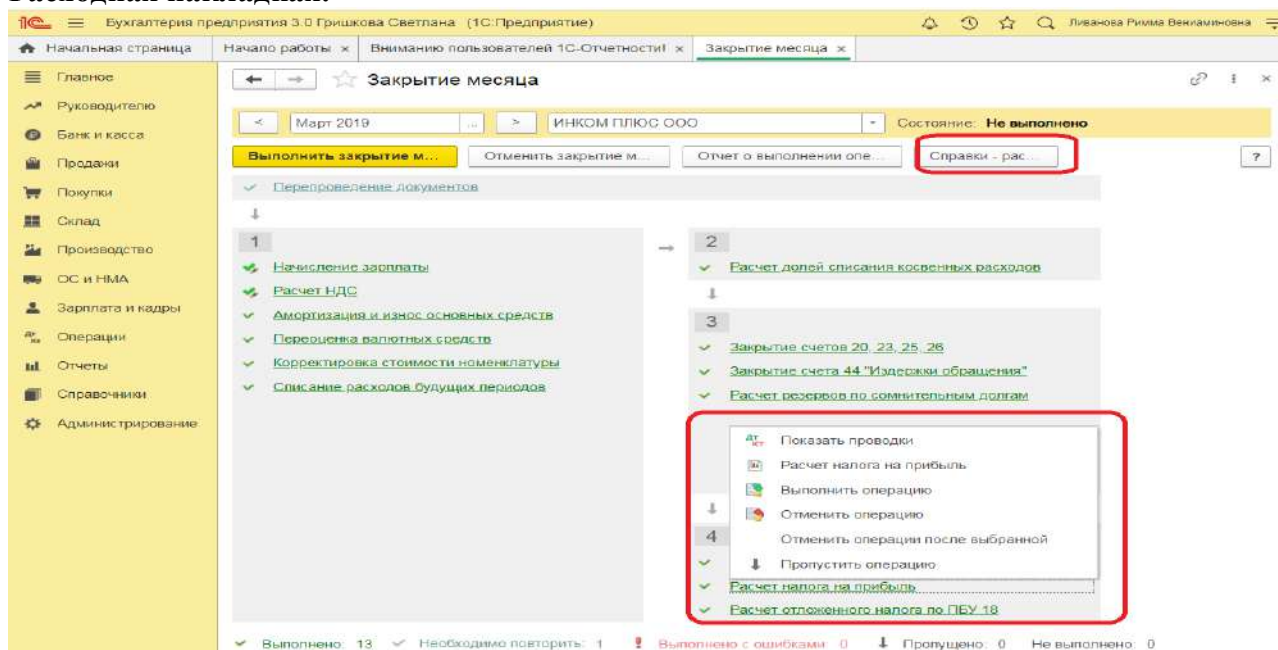 Расходная накладная.
1С Бухгалтерия предприятия 3.0 Гришкова Светлана (1С:Предприятие) Ливанова Римма Вениаминовна
Начальная страница Начало работы × Вниманию пользователей 1С-Отчетности! × Закрытие месяца ×
Главное
Руководителю
Банк и касса
Продажи
Покупки
Склад
Производство
ОС и НМА
Зарплата и кадры
Операции
Отчеты
Справочники
Администрирование
Закрытие месяца
< Март 2019 ... > ИНКОМ ПЛЮС ООО Состояние: Не выполнено
Выполнить закрытие м... Отменить закрытие м... Отчет о выполнении опе... Справки - рас... ?
Перепроведение документов
1
Начисление зарплаты
Расчет НДС
Амортизация и износ основных средств
Переоценка валютных средств
Корректировка стоимости номенклатуры
Списание расходов будущих периодов
2
Расчет долей списания косвенных расходов
3
Закрытие счетов 20, 23, 25, 26
Закрытие счета 44 "Издержки обращения"
Расчет резервов по сомнительным долгам
Дт Кт Показать проводки
Расчет налога на прибыль
Выполнить операцию
Отменить операцию
Отменить операции после выбранной
Пропустить операцию
4
Расчет налога на прибыль
Расчет отложенного налога по ПБУ 18
Выполнено: 13 Необходимо повторить: 1 Выполнено с ошибками: 0 Пропущено: 0 Не выполнено: 0